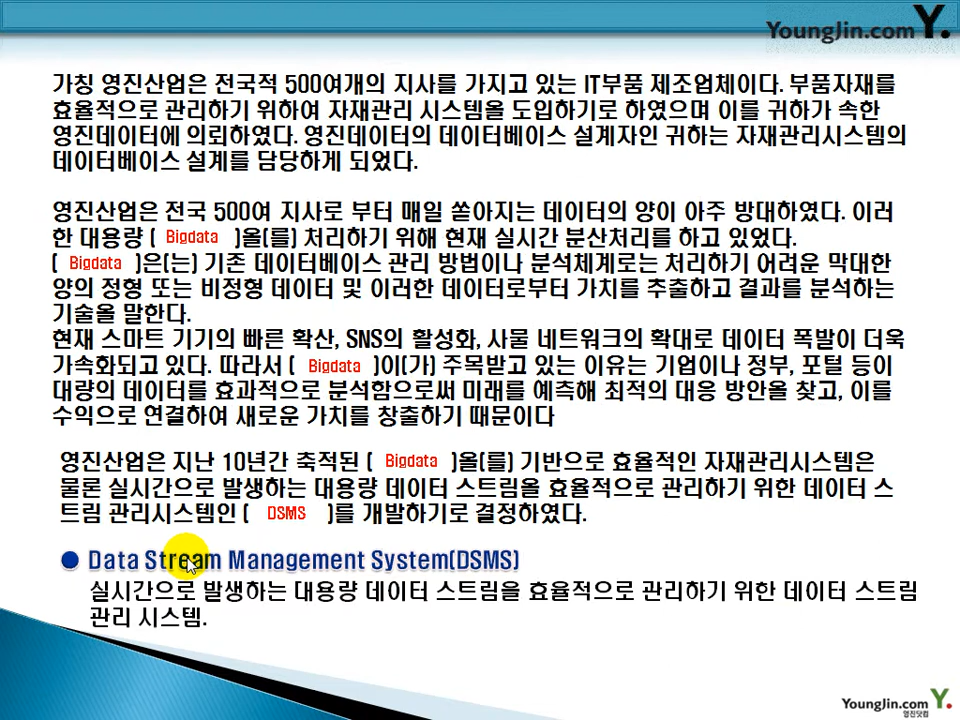 YoungJin.com Y.
가칭 영진산업은 전국적 500여개의 지사를 가지고 있는 IT부품 제조업체이다. 부품자재를
효율적으로 관리하기 위하여 자재관리 시스템을 도입하기로 하였으며 이를 귀하가 속한
영진데이터에 의뢰하였다. 영진데이터의 데이터베이스 설계자인 귀하는 자재관리시스템의
데이터베이스 설계를 담당하게 되었다.
영진산업은 전국 500여 지사로 부터 매일 쏟아지는 데이터의 양이 아주 방대하였다. 이러
한 대용량 ( Bigdata )을(를) 처리하기 위해 현재 실시간 분산처리를 하고 있었다.
( Bigdata )은(는) 기존 데이터베이스 관리 방법이나 분석체계로는 처리하기 어려운 막대한
양의 정형 또는 비정형 데이터 및 이러한 데이터로부터 가치를 추출하고 결과를 분석하는
기술을 말한다.
현재 스마트 기기의 빠른 확산, SNS의 활성화, 사물 네트워크의 확대로 데이터 폭발이 더욱
가속화되고 있다. 따라서 ( Bigdata )이(가) 주목받고 있는 이유는 기업이나 정부, 포털 등이
대량의 데이터를 효과적으로 분석함으로써 미래를 예측해 최적의 대응 방안을 찾고, 이를
수익으로 연결하여 새로운 가치를 창출하기 때문이다
영진산업은 지난 10년간 축적된 ( Bigdata )을(를) 기반으로 효율적인 자재관리시스템은
물론 실시간으로 발생하는 대용량 데이터 스트림을 효율적으로 관리하기 위한 데이터 스
트림 관리시스템인 ( DSMS )를 개발하기로 결정하였다.
● Data Stream Management System(DSMS)
실시간으로 발생하는 대용량 데이터 스트림을 효율적으로 관리하기 위한 데이터 스트림
관리 시스템.
YoungJin.com Y.
영진닷컴